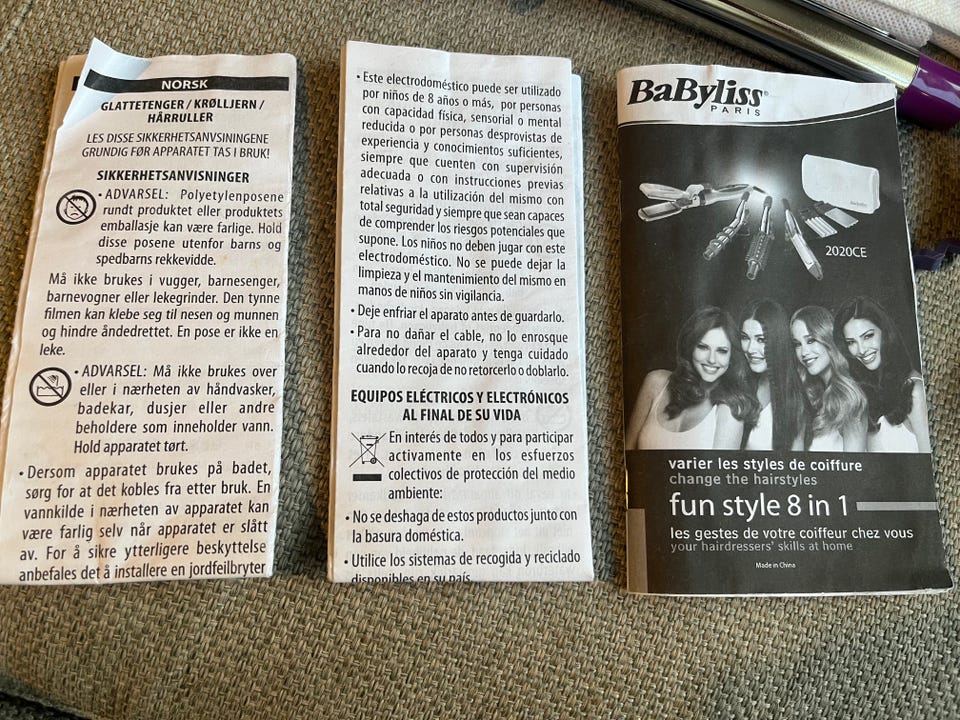 NORSK
GLATTETENGER / KRØLLJERN /
HÅRRULLER
LES DISSE SIKKERHETSANVSININGENE
GRUNDIG FØR APPARATET TAS I BRUK!
SIKKERHETSANVISNINGER
• ADVARSEL: Polyetylenposene
rundt produktet eller produktets
emballasje kan være farlige. Hold
disse posene utenfor barns og
spedbarns rekkevidde.
Må ikke brukes i vugger, barnesenger,
barnevogner eller lekegrinder. Den tynne
filmen kan klebe seg til nesen og munnen
og hindre åndedrettet. En pose er ikke en
leke.
• ADVARSEL: Må ikke brukes over
eller i nærheten av håndvasker,
badekar, dusjer eller andre
beholdere som inneholder vann.
Hold apparatet tørt.
• Dersom apparatet brukes på badet,
sørg for at det kobles fra etter bruk. En
vannkilde i nærheten av apparatet kan
være farlig selv når apparatet er slått
av. For å sikre ytterligere beskyttelse
anbefales det å installere en jordfeilbryter
• Este electrodoméstico puede ser utilizado
por niños de 8 años o más, por personas
con capacidad física, sensorial o mental
reducida o por personas desprovistas de
experiencia y conocimientos suficientes,
siempre que cuenten con supervisión
adecuada o con instrucciones previas
relativas a la utilización del mismo con
total seguridad y siempre que sean capaces
de comprender los riesgos potenciales que
supone. Los niños no deben jugar con este
electrodoméstico. No se puede dejar la
limpieza y el mantenimiento del mismo en
manos de niños sin vigilancia.
• Deje enfriar el aparato antes de guardarlo.
• Para no dañar el cable, no lo enrosque
alrededor del aparato y tenga cuidado
cuando lo recoja de no retorcerlo o doblarlo.
EQUIPOS ELÉCTRICOS Y ELECTRÓNICOS
AL FINAL DE SU VIDA
En interés de todos y para participar
activamente en los esfuerzos
colectivos de protección del medio
ambiente:
• No se deshaga de estos productos junto con
la basura doméstica.
• Utilice los sistemas de recogida y reciclado
disponibles en su país.
BaByliss®
PARIS
2020CE
varier les styles de coiffure
change the hairstyles
fun style 8 in 1
les gestes de votre coiffeur chez vous
your hairdressers' skills at home
Made in China